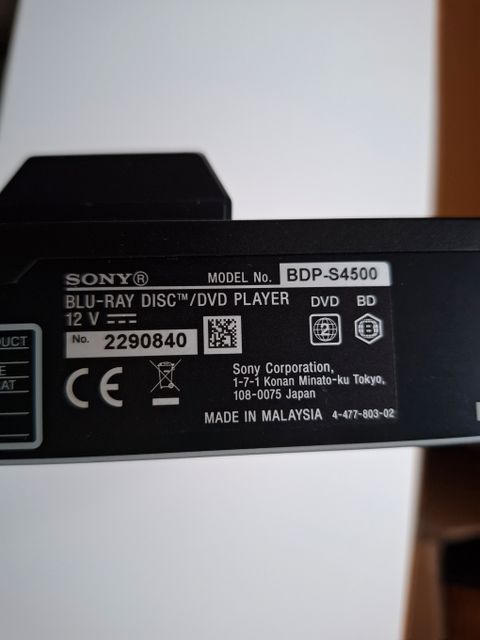 SONY® MODEL No. BDP-S4500
BLU-RAY DISC™/DVD PLAYER DVD BD
12 V ⎓
No. 2290840 2 B
CE
Sony Corporation,
1-7-1 Konan Minato-ku Tokyo,
108-0075 Japan
MADE IN MALAYSIA 4-477-803-02